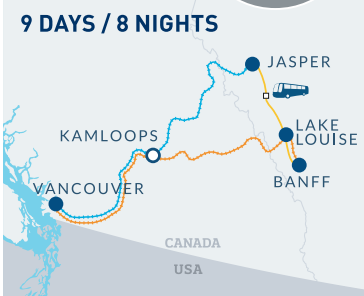 9 DAYS / 8 NIGHTS
JASPER
KAMLOOPS
LAKE
LOUISE
BANFF
VANCOUVER
CANADA
USA